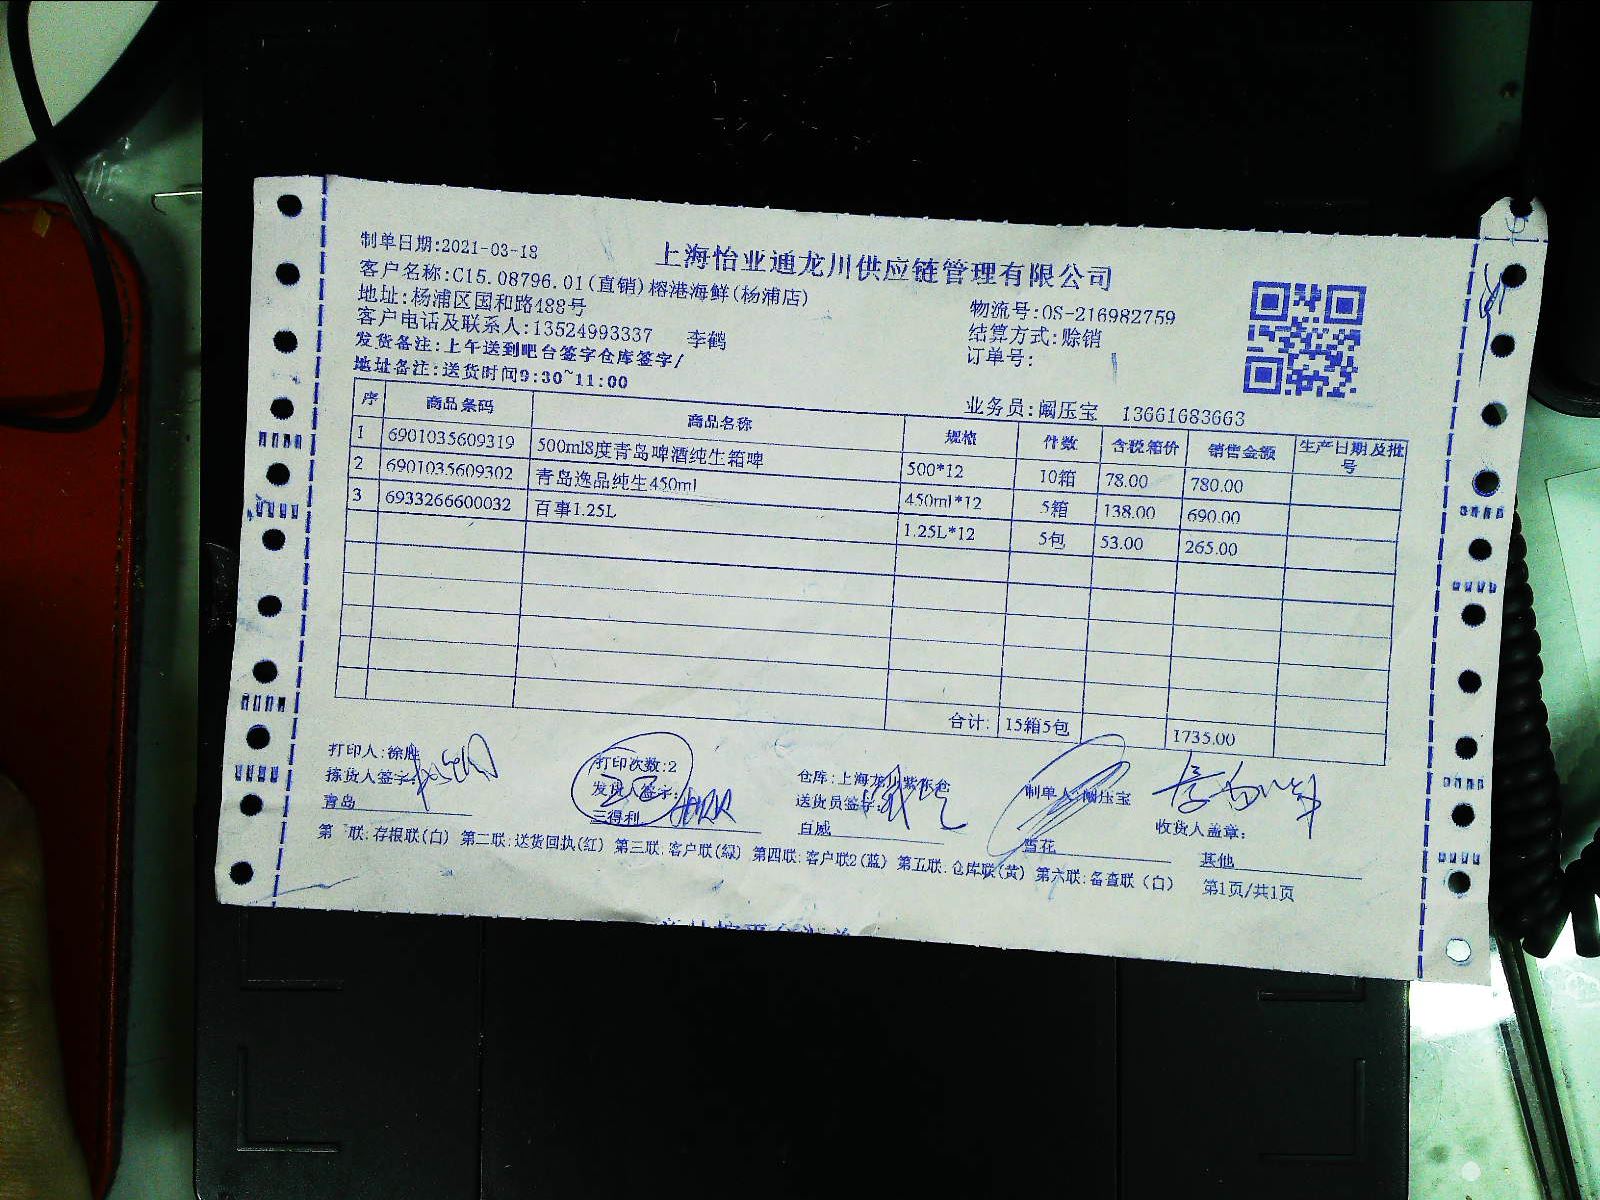 制单日期:2021-03-18
上海怡亚通龙川供应链管理有限公司
客户名称:C15.08796.01(直销)榕港海鲜(杨浦店)
地址:杨浦区国和路488号
物流号:OS-216982759
客户电话及联系人:13524993337 李鹤
结算方式:赊销
发货备注:上午送到吧台签字仓库签字/
订单号:
地址备注:送货时间9:30~11:00
业务员:阚压宝 13661683663
序 商品条码 商品名称 规格 件数 含税箱价 销售金额 生产日期及批号
1 6901035609319 500ml8度青岛啤酒纯生箱啤 500*12 10箱 78.00 780.00
2 6901035609302 青岛逸品纯生450ml 450ml*12 5箱 138.00 690.00
3 6933266600032 百事1.25L 1.25L*12 5包 53.00 265.00
合计: 15箱5包 1735.00
打印人:徐胜 打印次数:2 仓库:上海龙川紫东仓 制单人:阚压宝
拣货人签字: 发货人签字: 送货员签字: 收货人盖章:
青岛 三得利 百威 雪花 其他
第一联:存根联(白) 第二联:送货回执(红) 第三联:客户联(绿) 第四联:客户联2(蓝) 第五联:仓库联(黄) 第六联:备查联(白) 第1页/共1页